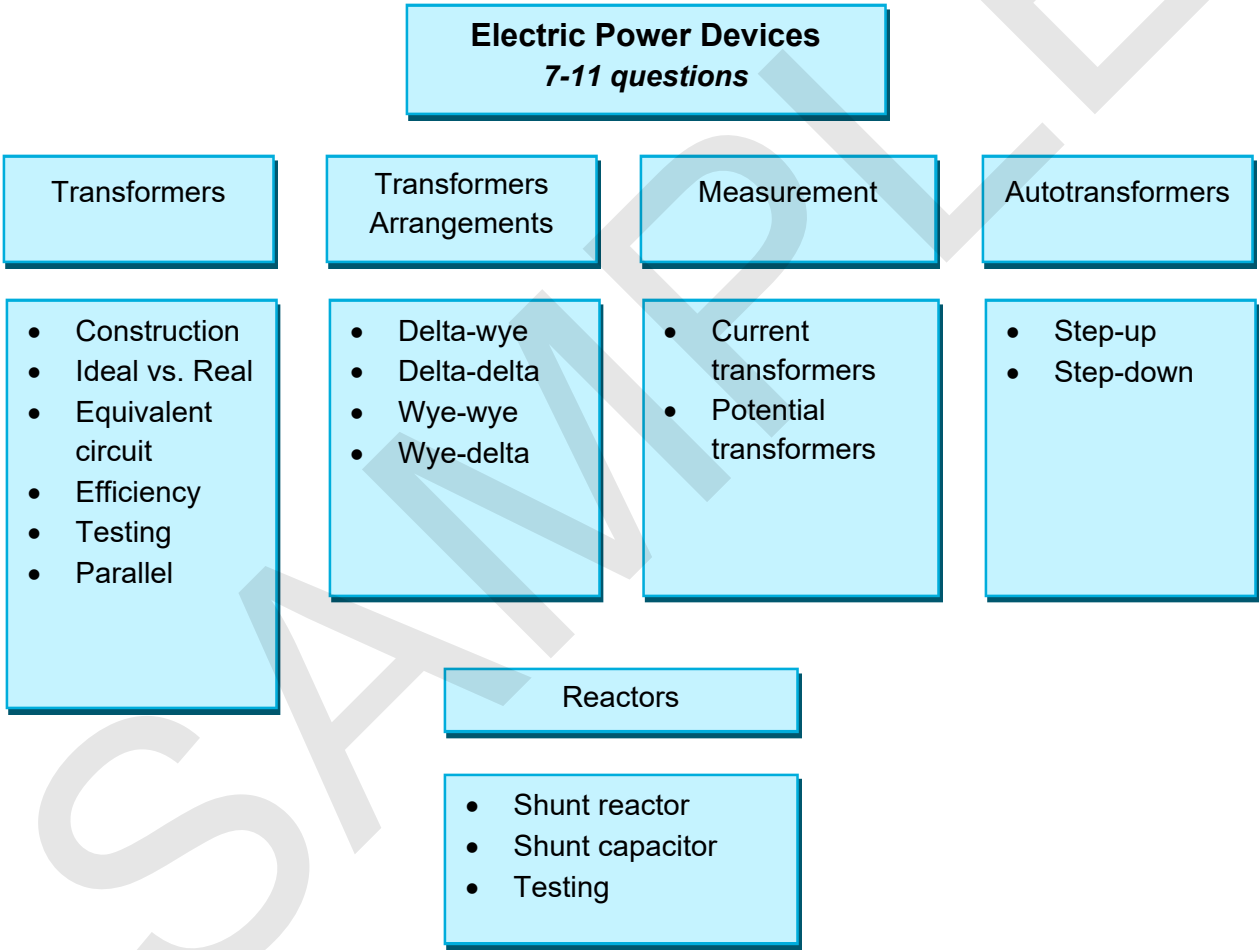 Electric Power Devices
7-11 questions
Transformers
Transformers
Arrangements
Measurement
Autotransformers
• Construction
• Ideal vs. Real
• Equivalent
circuit
• Efficiency
• Testing
• Parallel
• Delta-wye
• Delta-delta
• Wye-wye
• Wye-delta
• Current
transformers
• Potential
transformers
• Step-up
• Step-down
Reactors
• Shunt reactor
• Shunt capacitor
• Testing
SAMPLE